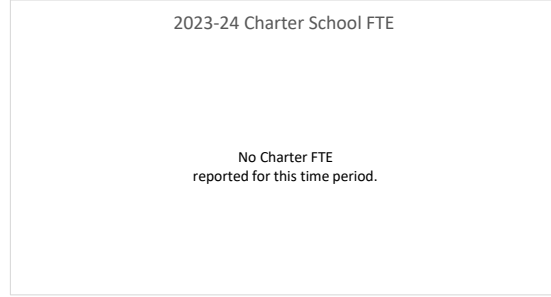 2023-24 Charter School FTE
No Charter FTE
reported for this time period.